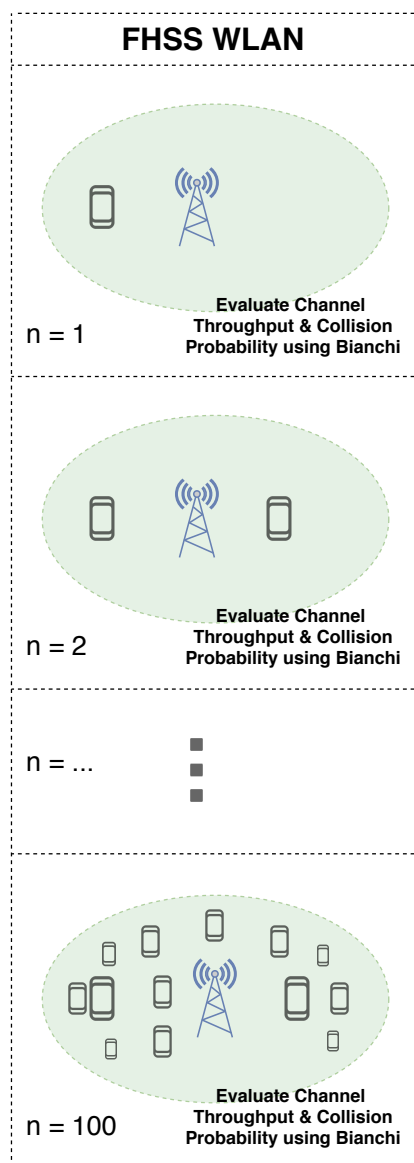 FHSS WLAN
Evaluate Channel
Throughput & Collision
Probability using Bianchi
n = 1
Evaluate Channel
Throughput & Collision
Probability using Bianchi
n = 2
n = ...
Evaluate Channel
Throughput & Collision
Probability using Bianchi
n = 100